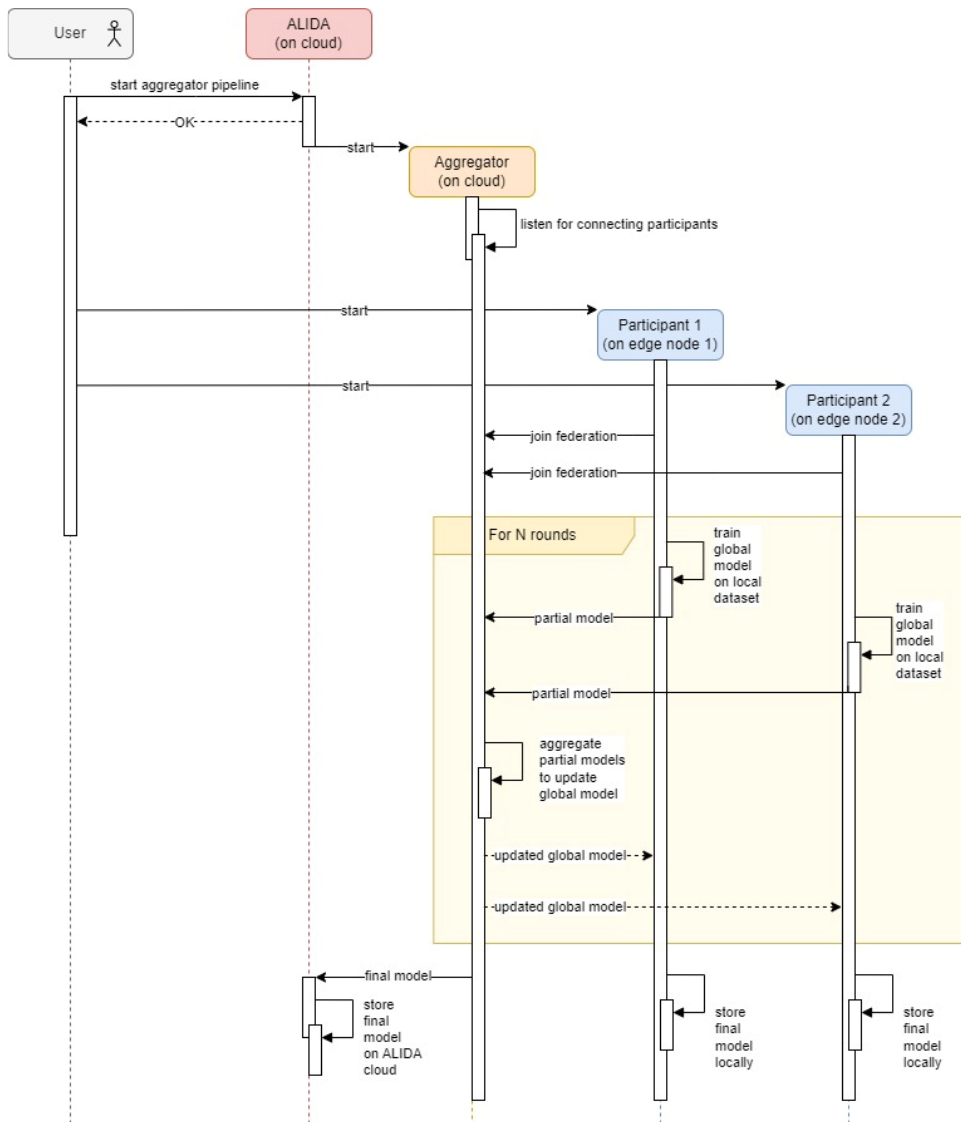 User
ALIDA
(on cloud)
start aggregator pipeline
OK
start
Aggregator
(on cloud)
listen for connecting participants
start
Participant 1
(on edge node 1)
start
Participant 2
(on edge node 2)
join federation
join federation
For N rounds
train
global
model
on local
dataset
partial model
train
global
model
on local
dataset
partial model
aggregate
partial models
to update
global model
updated global model
updated global model
final model
store
final
model
on ALIDA
cloud
store
final
model
locally
store
final
model
locally